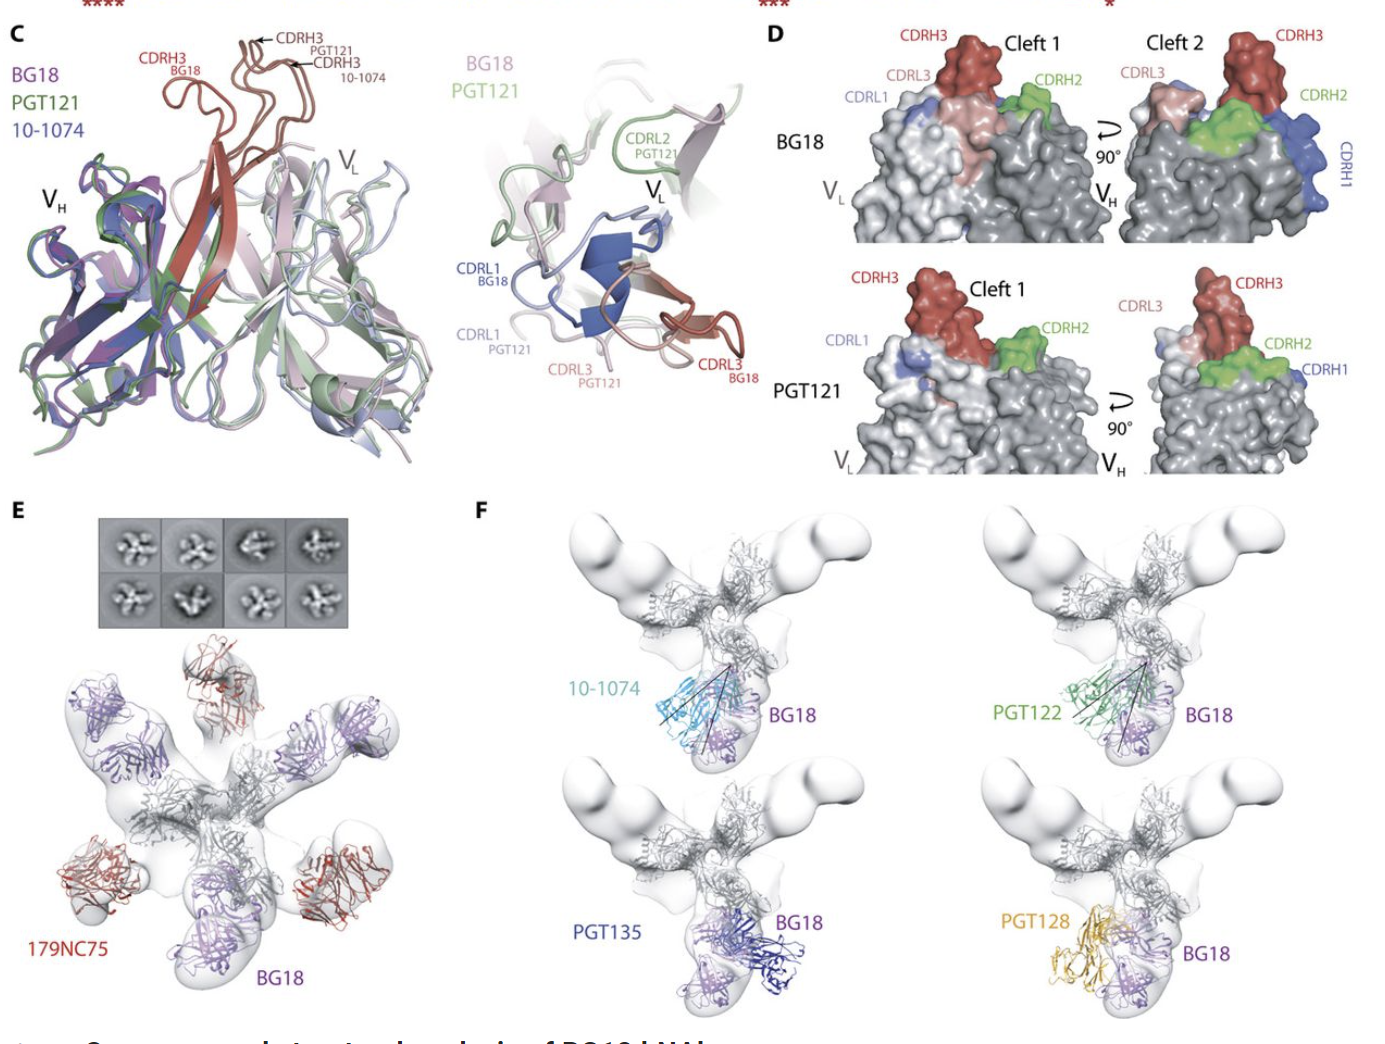 ****
***
*
C
CDRH3
BG18
CDRH3
PGT121
CDRH3
10-1074
BG18
PGT121
10-1074
VH
VL
BG18
PGT121
CDRL2
PGT121
VL
CDRL1
BG18
CDRL1
PGT121
CDRL3
PGT121
CDRL3
BG18
D
CDRH3
Cleft 1
CDRL3
CDRH2
CDRL1
BG18
VL
Cleft 2
CDRH3
CDRL3
CDRH2
CDRH1
90°
VH
CDRH3
Cleft 1
CDRL1
CDRH2
PGT121
VL
CDRH3
CDRL3
CDRH2
CDRH1
90°
VH
E
179NC75
BG18
F
10-1074
BG18
PGT122
BG18
PGT135
BG18
PGT128
BG18